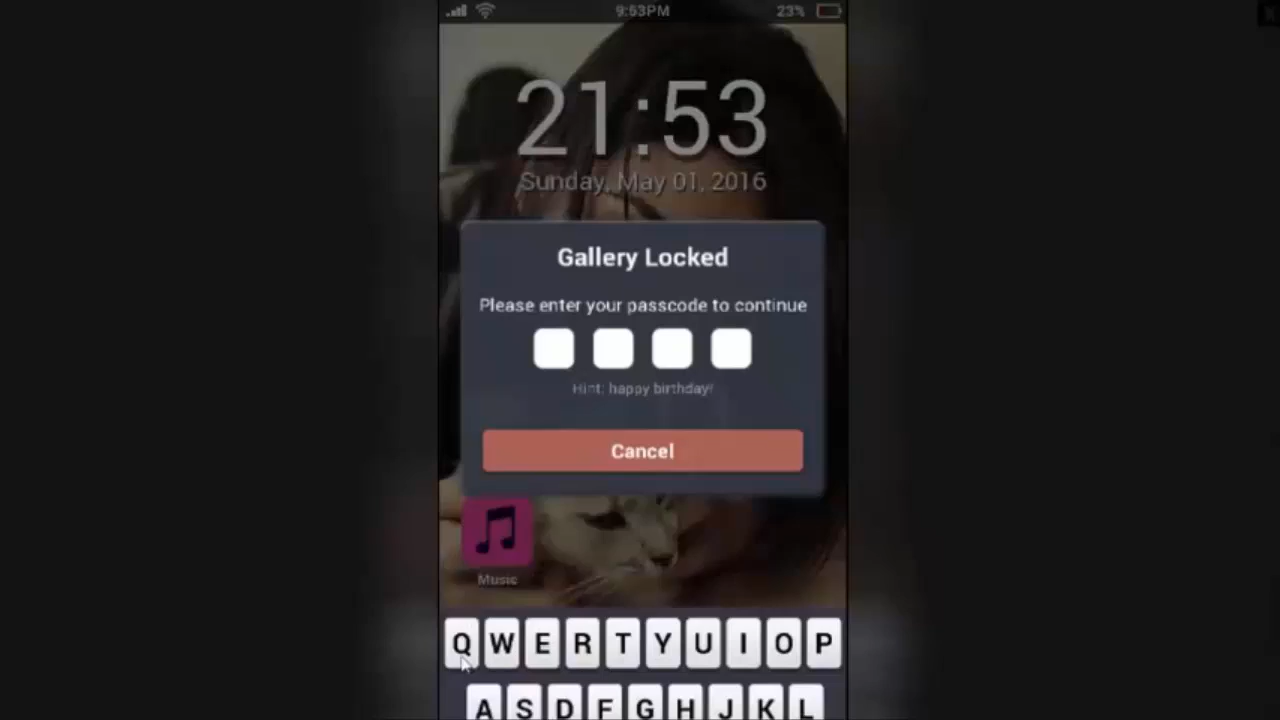 9:53PM 23%
21:53
Sunday, May 01, 2016
Gallery Locked
Please enter your passcode to continue
Hint: happy birthday!
Cancel
Music
Q W E R T Y U I O P
A S D F G H J K L